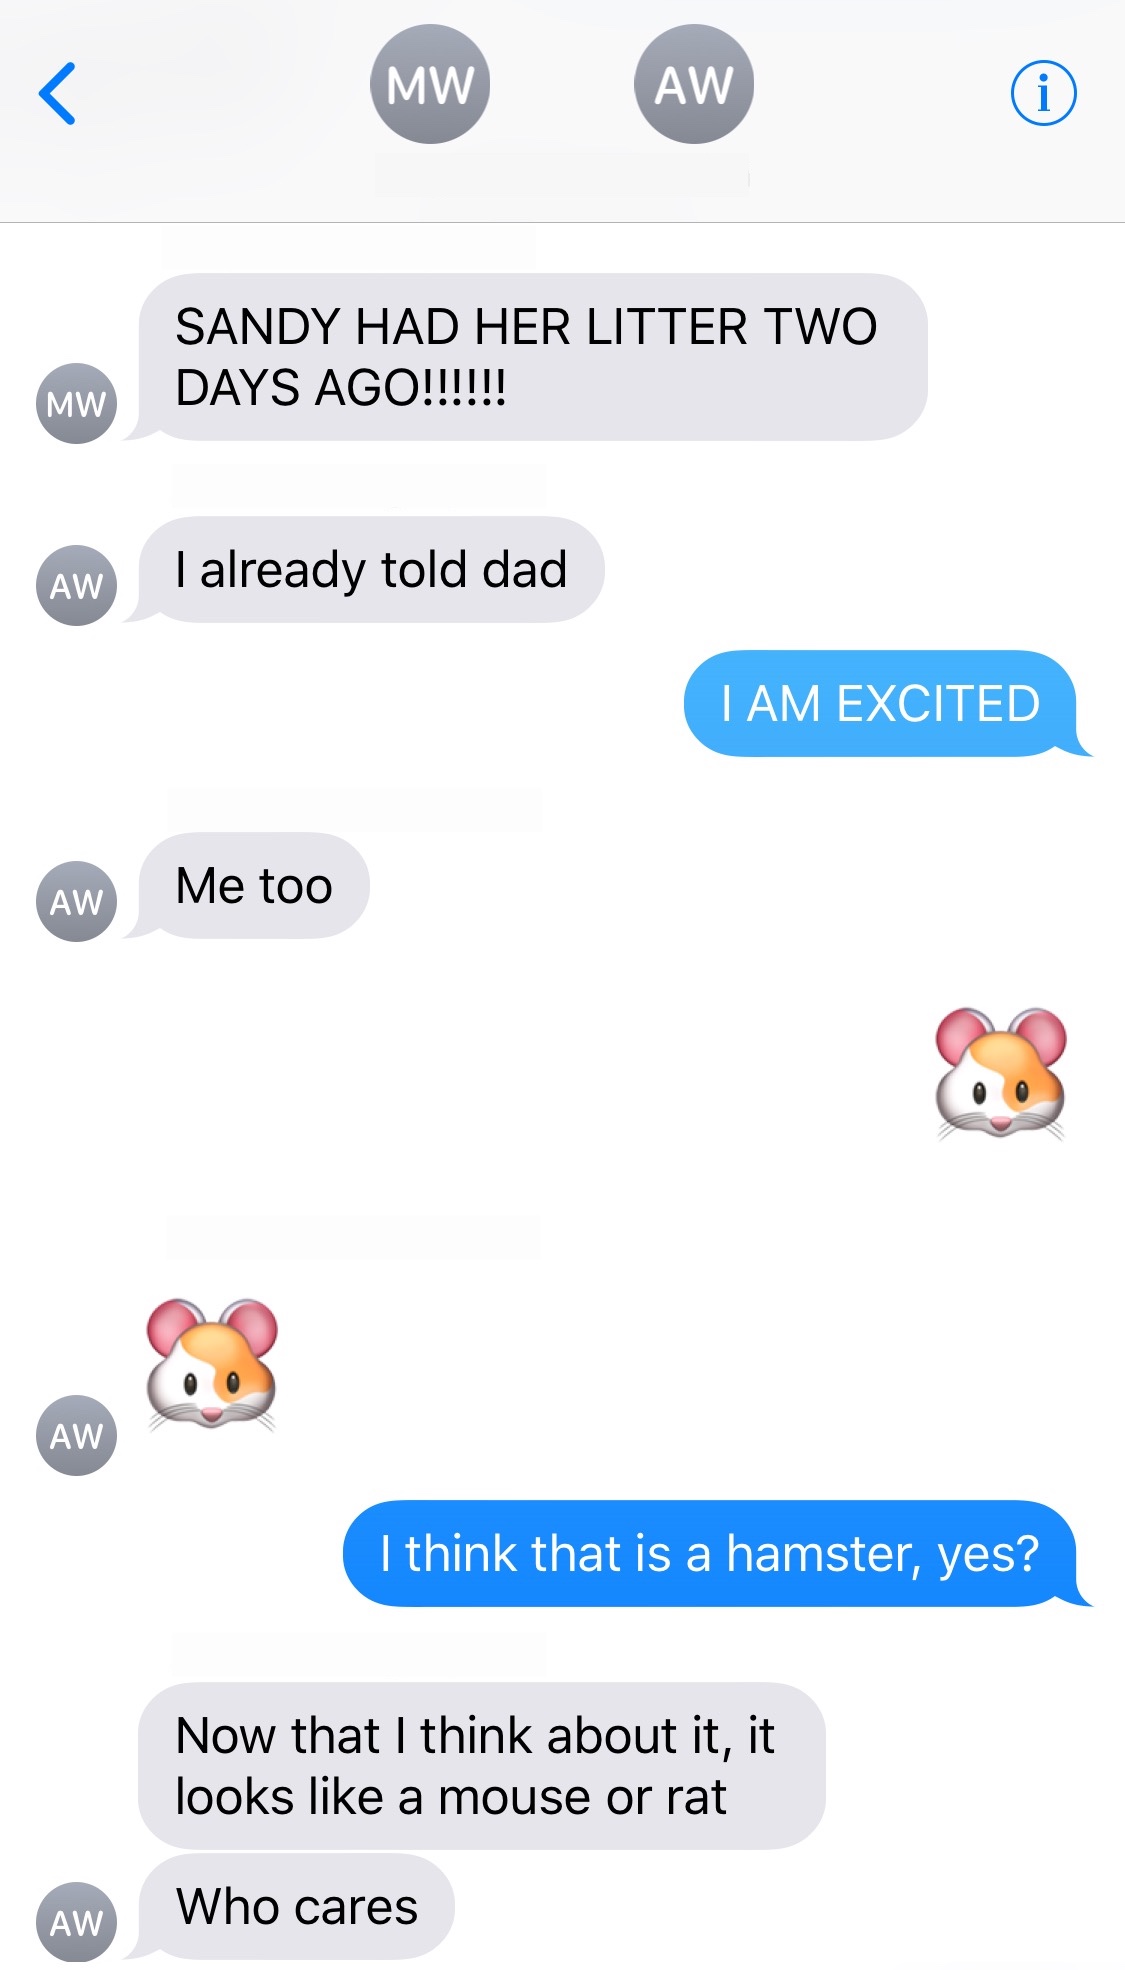 MW AW i
SANDY HAD HER LITTER TWO
DAYS AGO!!!!!!
MW
I already told dad
AW
I AM EXCITED
Me too
AW
AW
I think that is a hamster, yes?
Now that I think about it, it
looks like a mouse or rat
Who cares
AW